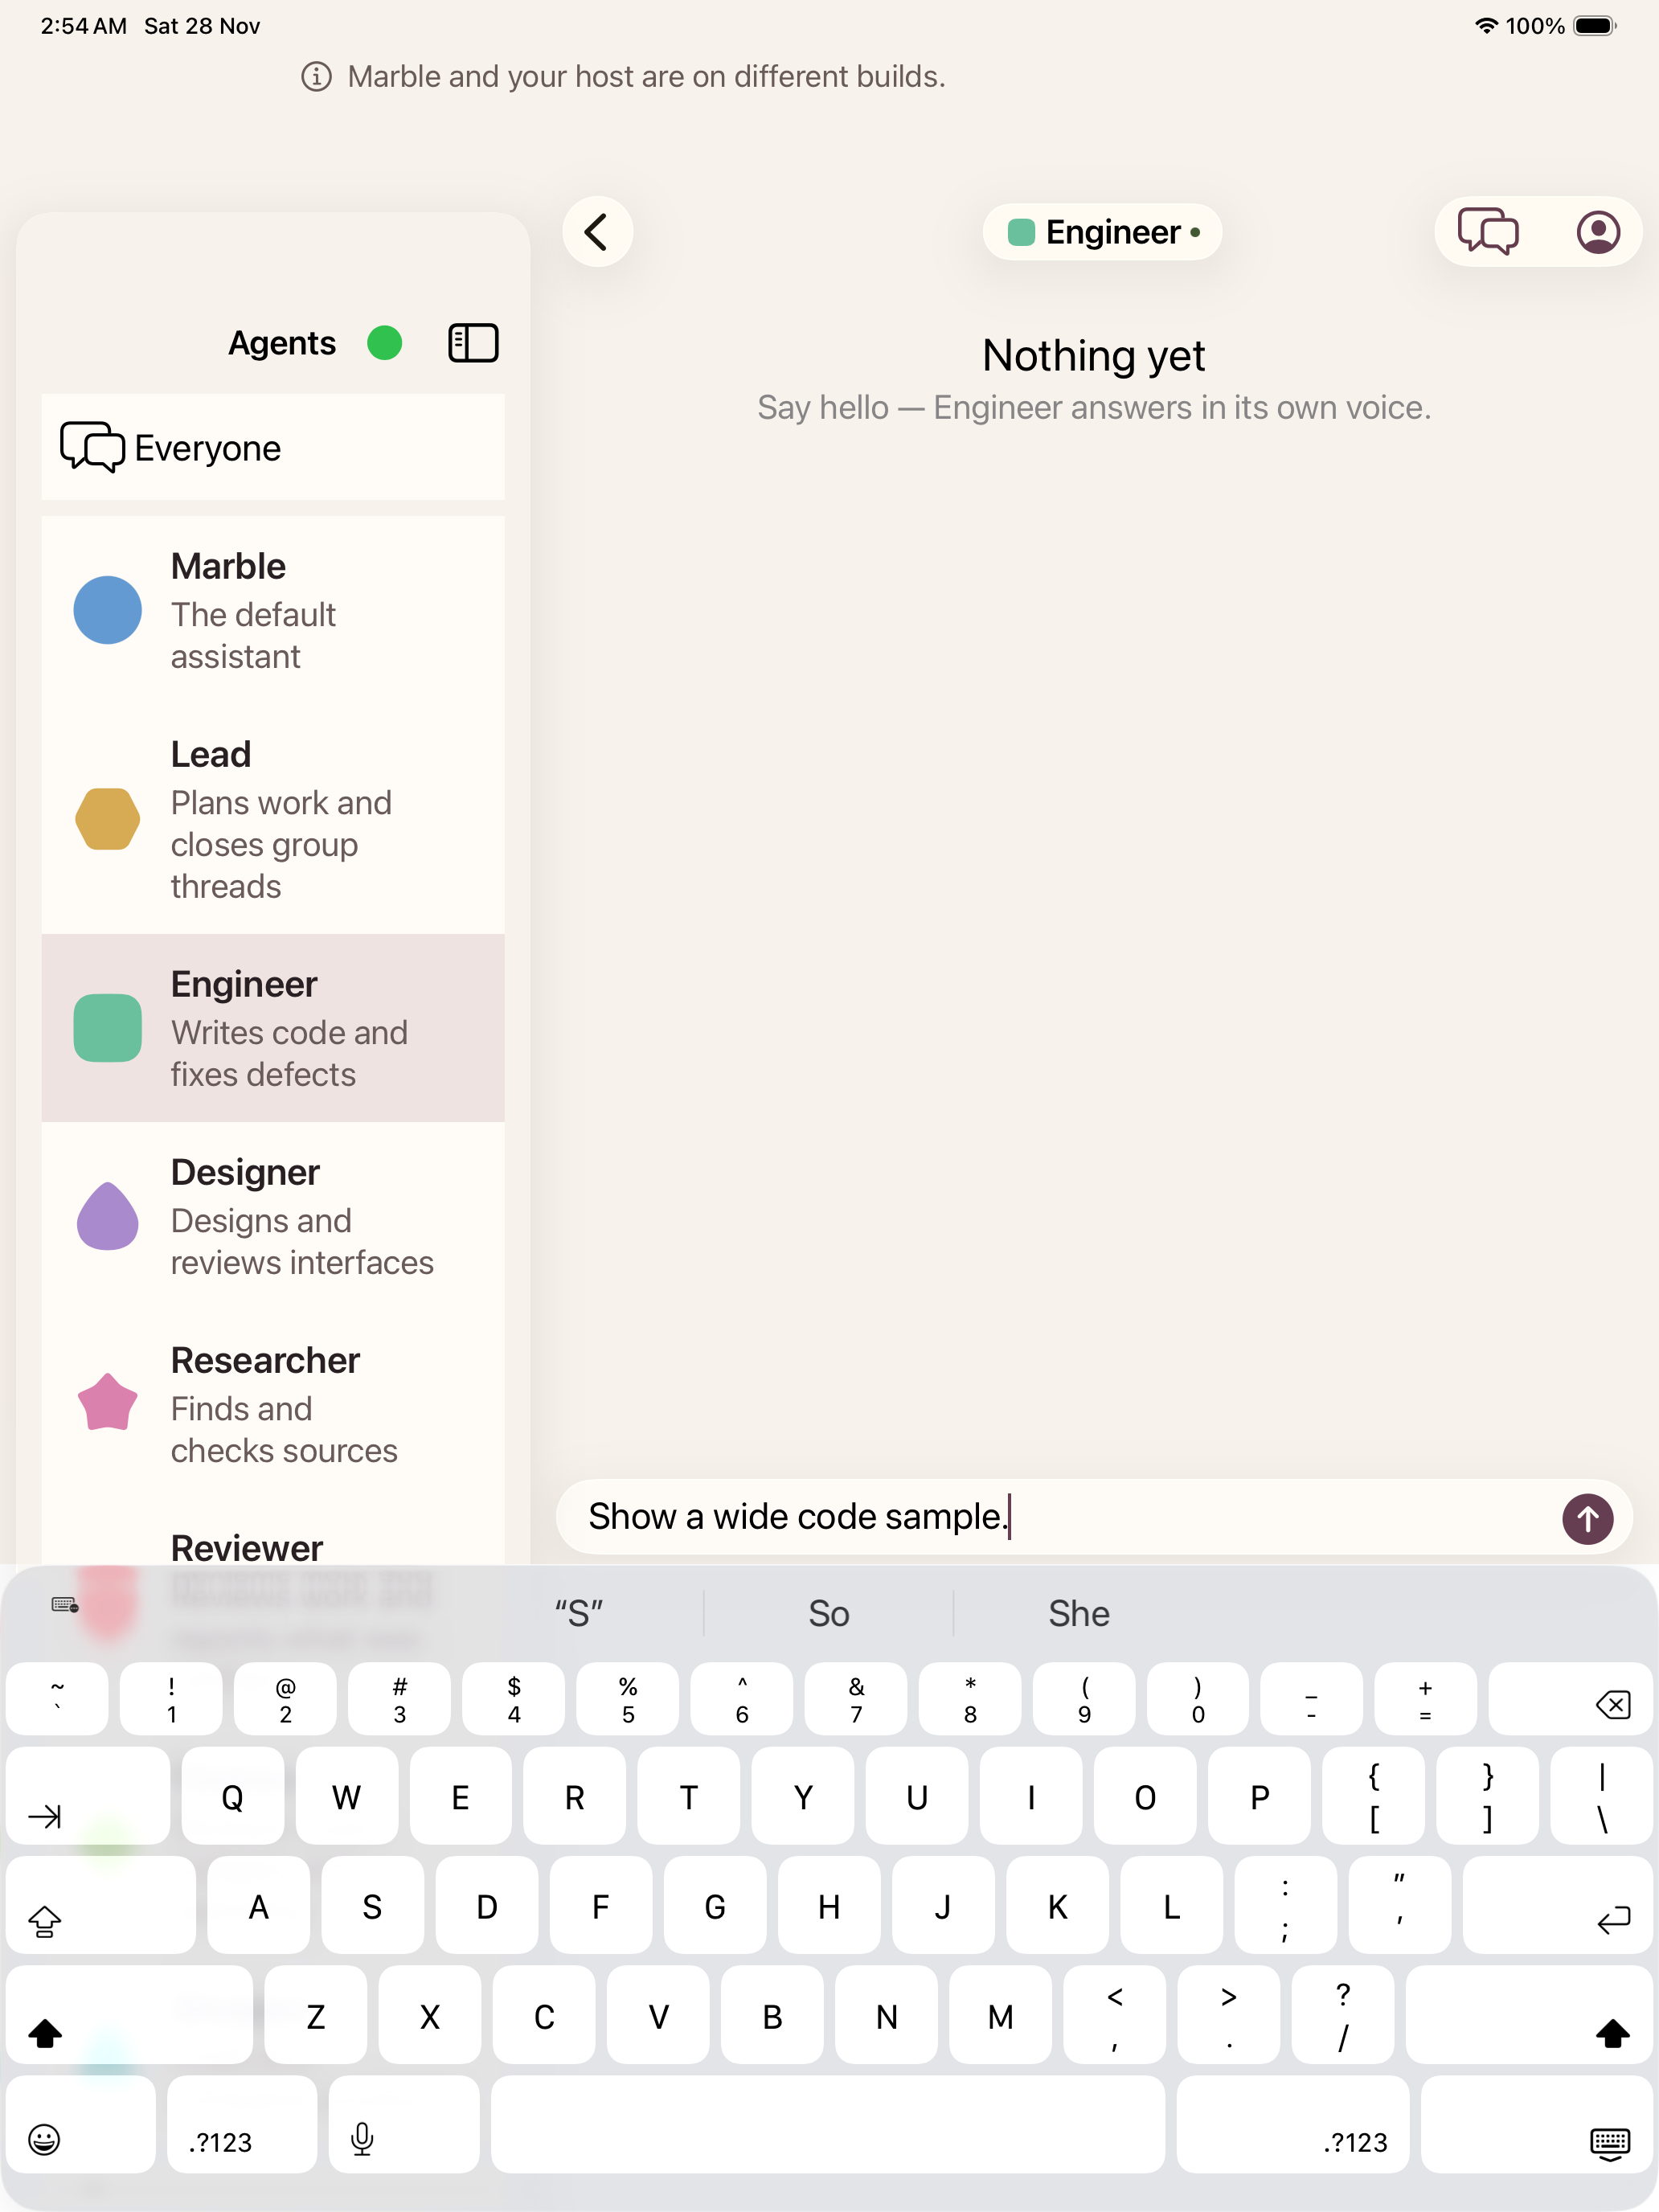 2:54 AM Sat 28 Nov
100%
Marble and your host are on different builds.
Engineer
Agents
Nothing yet
Say hello — Engineer answers in its own voice.
Everyone
Marble
The default
assistant
Lead
Plans work and
closes group
threads
Engineer
Writes code and
fixes defects
Designer
Designs and
reviews interfaces
Researcher
Finds and
checks sources
Reviewer
Show a wide code sample.
“S” So She
~ ! @ # $ % ^ & * ( ) _ +
` 1 2 3 4 5 6 7 8 9 0 - =
Q W E R T Y U I O P { } |
[ ] \
A S D F G H J K L : "
; '
Z X C V B N M < > ?
, . /
.?123 .?123